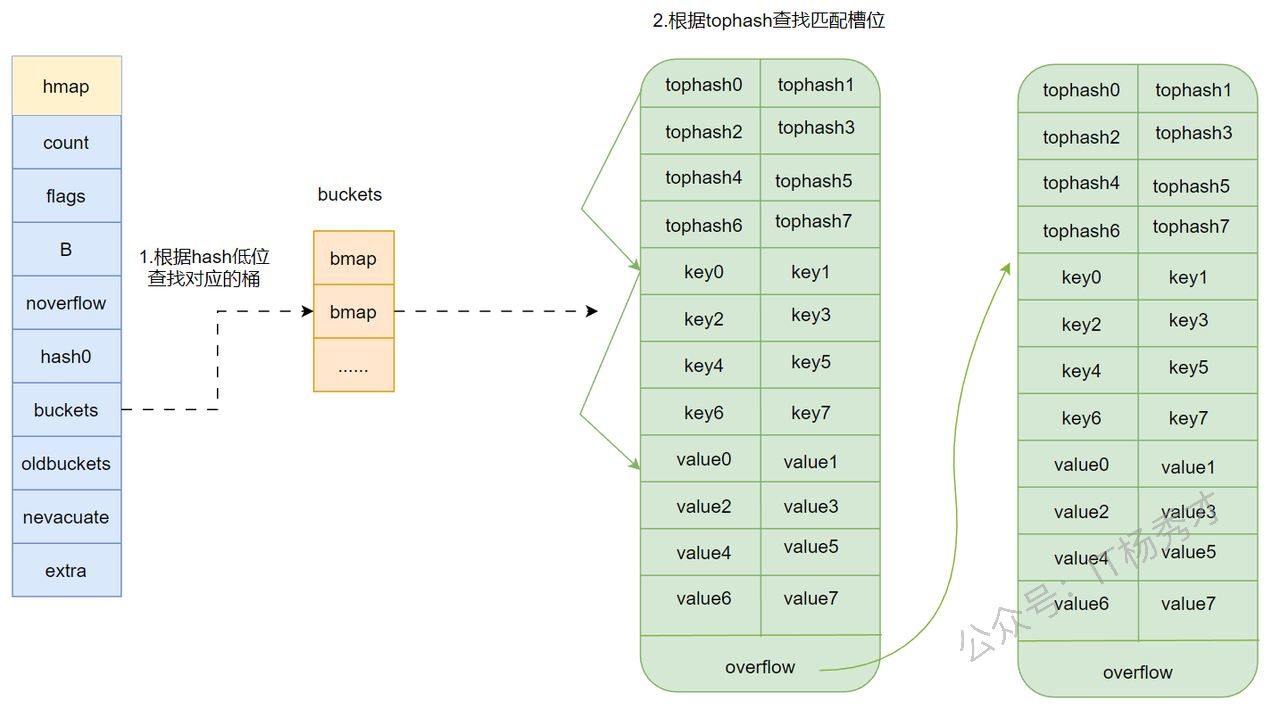 2.根据tophash查找匹配槽位
hmap
count
flags
B
noverflow
hash0
buckets
oldbuckets
nevacuate
extra
1.根据hash低位
查找对应的桶
buckets
bmap
bmap
......
tophash0 tophash1
tophash2 tophash3
tophash4 tophash5
tophash6 tophash7
key0 key1
key2 key3
key4 key5
key6 key7
value0 value1
value2 value3
value4 value5
value6 value7
overflow
tophash0 tophash1
tophash2 tophash3
tophash4 tophash5
tophash6 tophash7
key0 key1
key2 key3
key4 key5
key6 key7
value0 value1
value2 value3
value4 value5
value6 value7
overflow
公众号：IT杨秀才